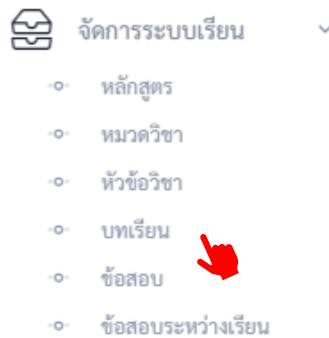 จัดการระบบเรียน
หลักสูตร
หมวดวิชา
หัวข้อวิชา
บทเรียน
ข้อสอบ
ข้อสอบระหว่างเรียน